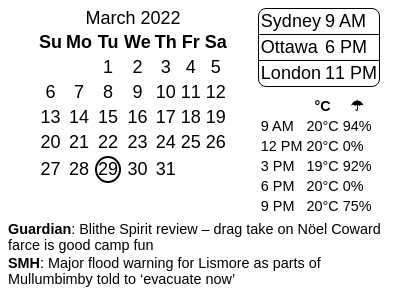 March 2022
Su Mo Tu We Th Fr Sa
1 2 3 4 5
6 7 8 9 10 11 12
13 14 15 16 17 18 19
20 21 22 23 24 25 26
27 28 29 30 31
Sydney 9 AM
Ottawa 6 PM
London 11 PM
°C ☂
9 AM 20°C 94%
12 PM 20°C 0%
3 PM 19°C 92%
6 PM 20°C 0%
9 PM 20°C 75%
Guardian: Blithe Spirit review – drag take on Nöel Coward
farce is good camp fun
SMH: Major flood warning for Lismore as parts of
Mullumbimby told to ‘evacuate now’